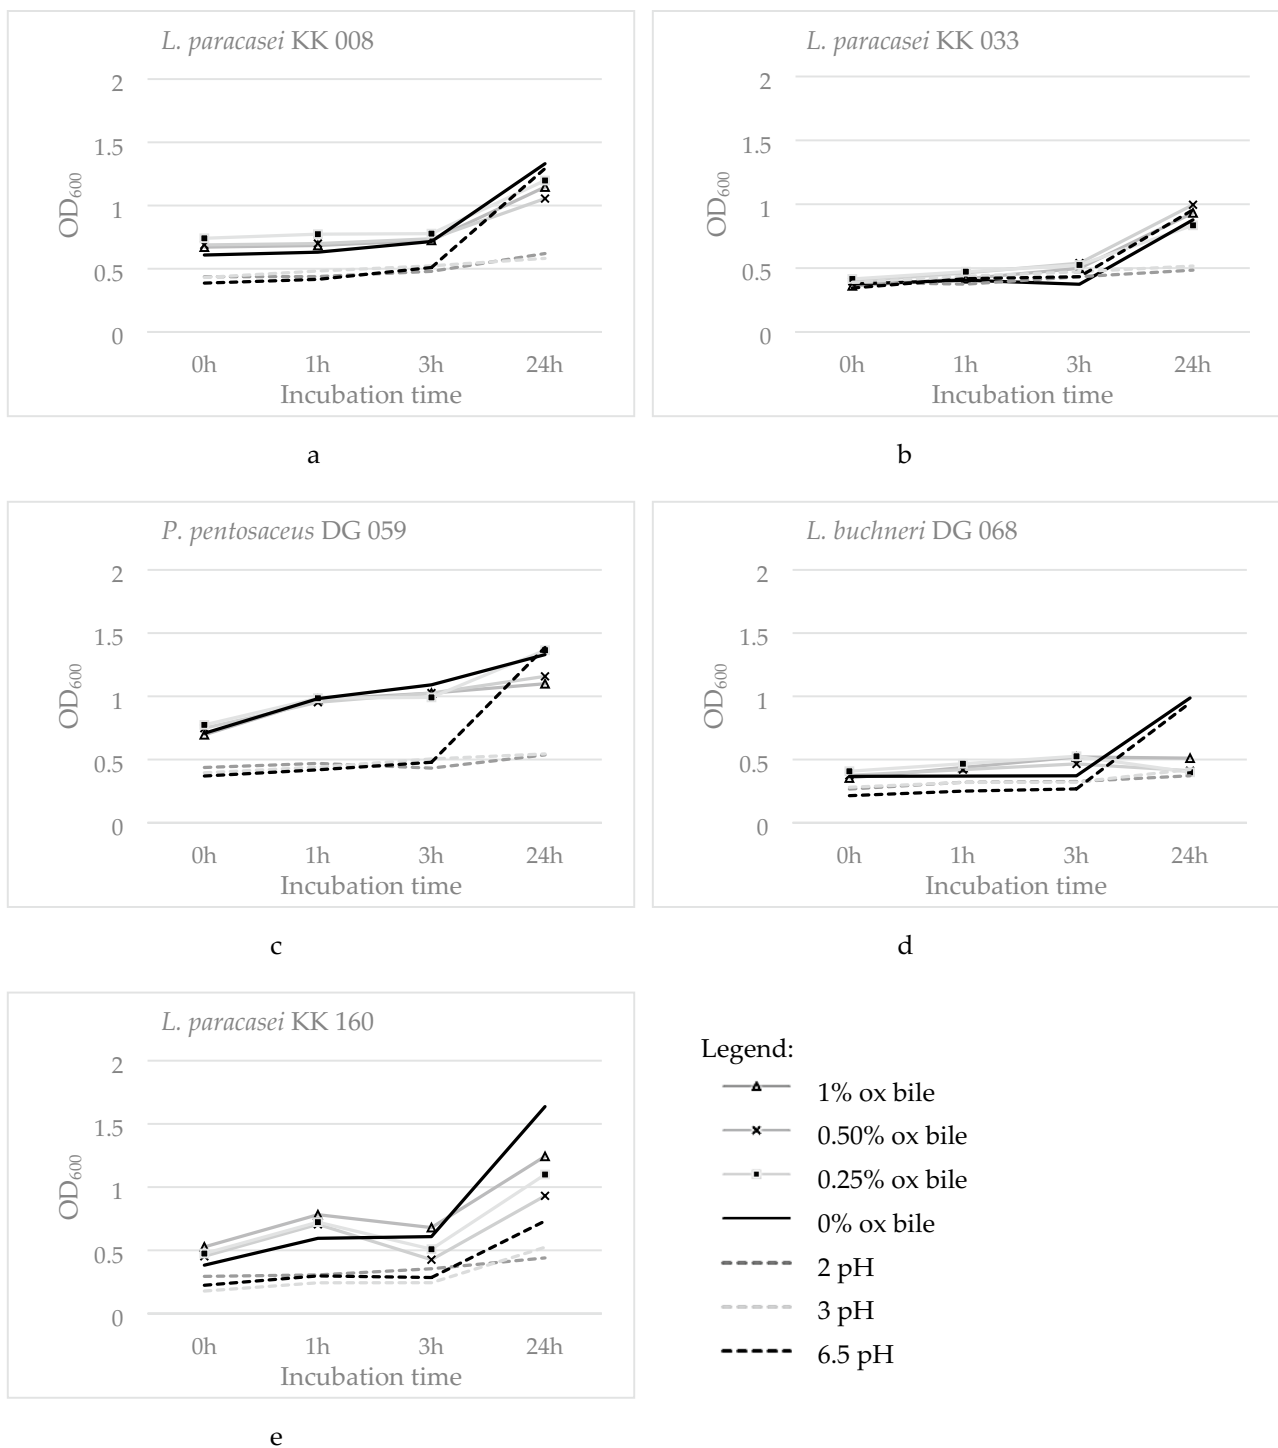 L. paracasei KK 008
2
1.5
1
0.5
0
OD600
0h 1h 3h 24h
Incubation time
a
L. paracasei KK 033
2
1.5
1
0.5
0
OD600
0h 1h 3h 24h
Incubation time
b
P. pentosaceus DG 059
2
1.5
1
0.5
0
OD600
0h 1h 3h 24h
Incubation time
c
L. buchneri DG 068
2
1.5
1
0.5
0
OD600
0h 1h 3h 24h
Incubation time
d
L. paracasei KK 160
2
1.5
1
0.5
0
OD600
0h 1h 3h 24h
Incubation time
e
Legend:
1% ox bile
0.50% ox bile
0.25% ox bile
0% ox bile
2 pH
3 pH
6.5 pH